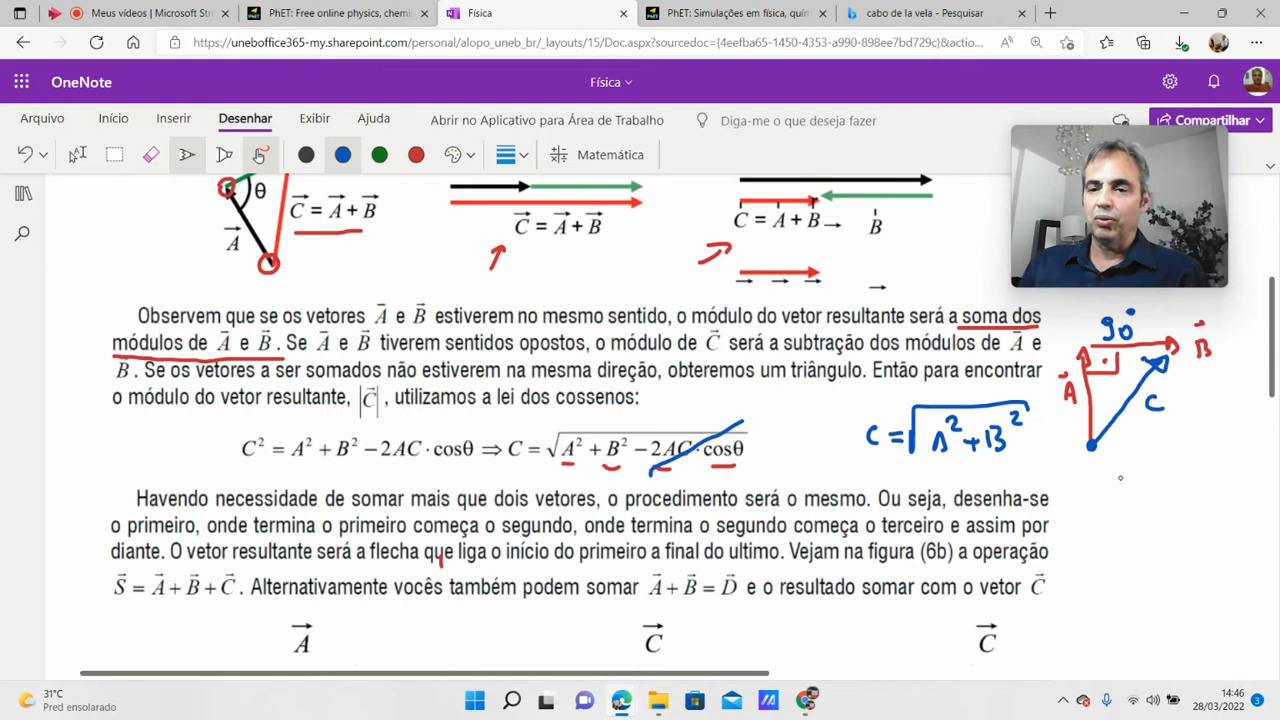 Meus vídeos | Microsoft Str
PhET: Free online physics, chemis
Física
PhET: Simulações em física, quím
cabo de la vela - Pesquisar
https://uneboffice365-my.sharepoint.com/personal/alopo_uneb_br/_layouts/15/Doc.aspx?sourcedoc={4eefba65-1450-4353-a990-898ee7bd729c}&actio...
OneNote
Física
Arquivo Início Inserir Desenhar Exibir Ajuda Abrir no Aplicativo para Área de Trabalho Diga-me o que deseja fazer Compartilhar
Matemática
θ
C⃗ = A⃗ + B⃗
A⃗
C⃗ = A⃗ + B⃗
C = A + B
B
Observem que se os vetores A⃗ e B⃗ estiverem no mesmo sentido, o módulo do vetor resultante será a soma dos
módulos de A⃗ e B⃗. Se A⃗ e B⃗ tiverem sentidos opostos, o módulo de C⃗ será a subtração dos módulos de A⃗ e
B⃗. Se os vetores a ser somados não estiverem na mesma direção, obteremos um triângulo. Então para encontrar
o módulo do vetor resultante, |C⃗|, utilizamos a lei dos cossenos:
C² = A² + B² − 2AC · cosθ ⇒ C = √A² + B² − 2AC · cosθ
90°
A⃗
B⃗
C
C = √A² + B²
Havendo necessidade de somar mais que dois vetores, o procedimento será o mesmo. Ou seja, desenha-se
o primeiro, onde termina o primeiro começa o segundo, onde termina o segundo começa o terceiro e assim por
diante. O vetor resultante será a flecha que liga o início do primeiro a final do ultimo. Vejam na figura (6b) a operação
S⃗ = A⃗ + B⃗ + C⃗. Alternativamente vocês também podem somar A⃗ + B⃗ = D⃗ e o resultado somar com o vetor C⃗
A⃗ C⃗ C⃗
31°C
Pred ensolarado
14:46
28/03/2022
3